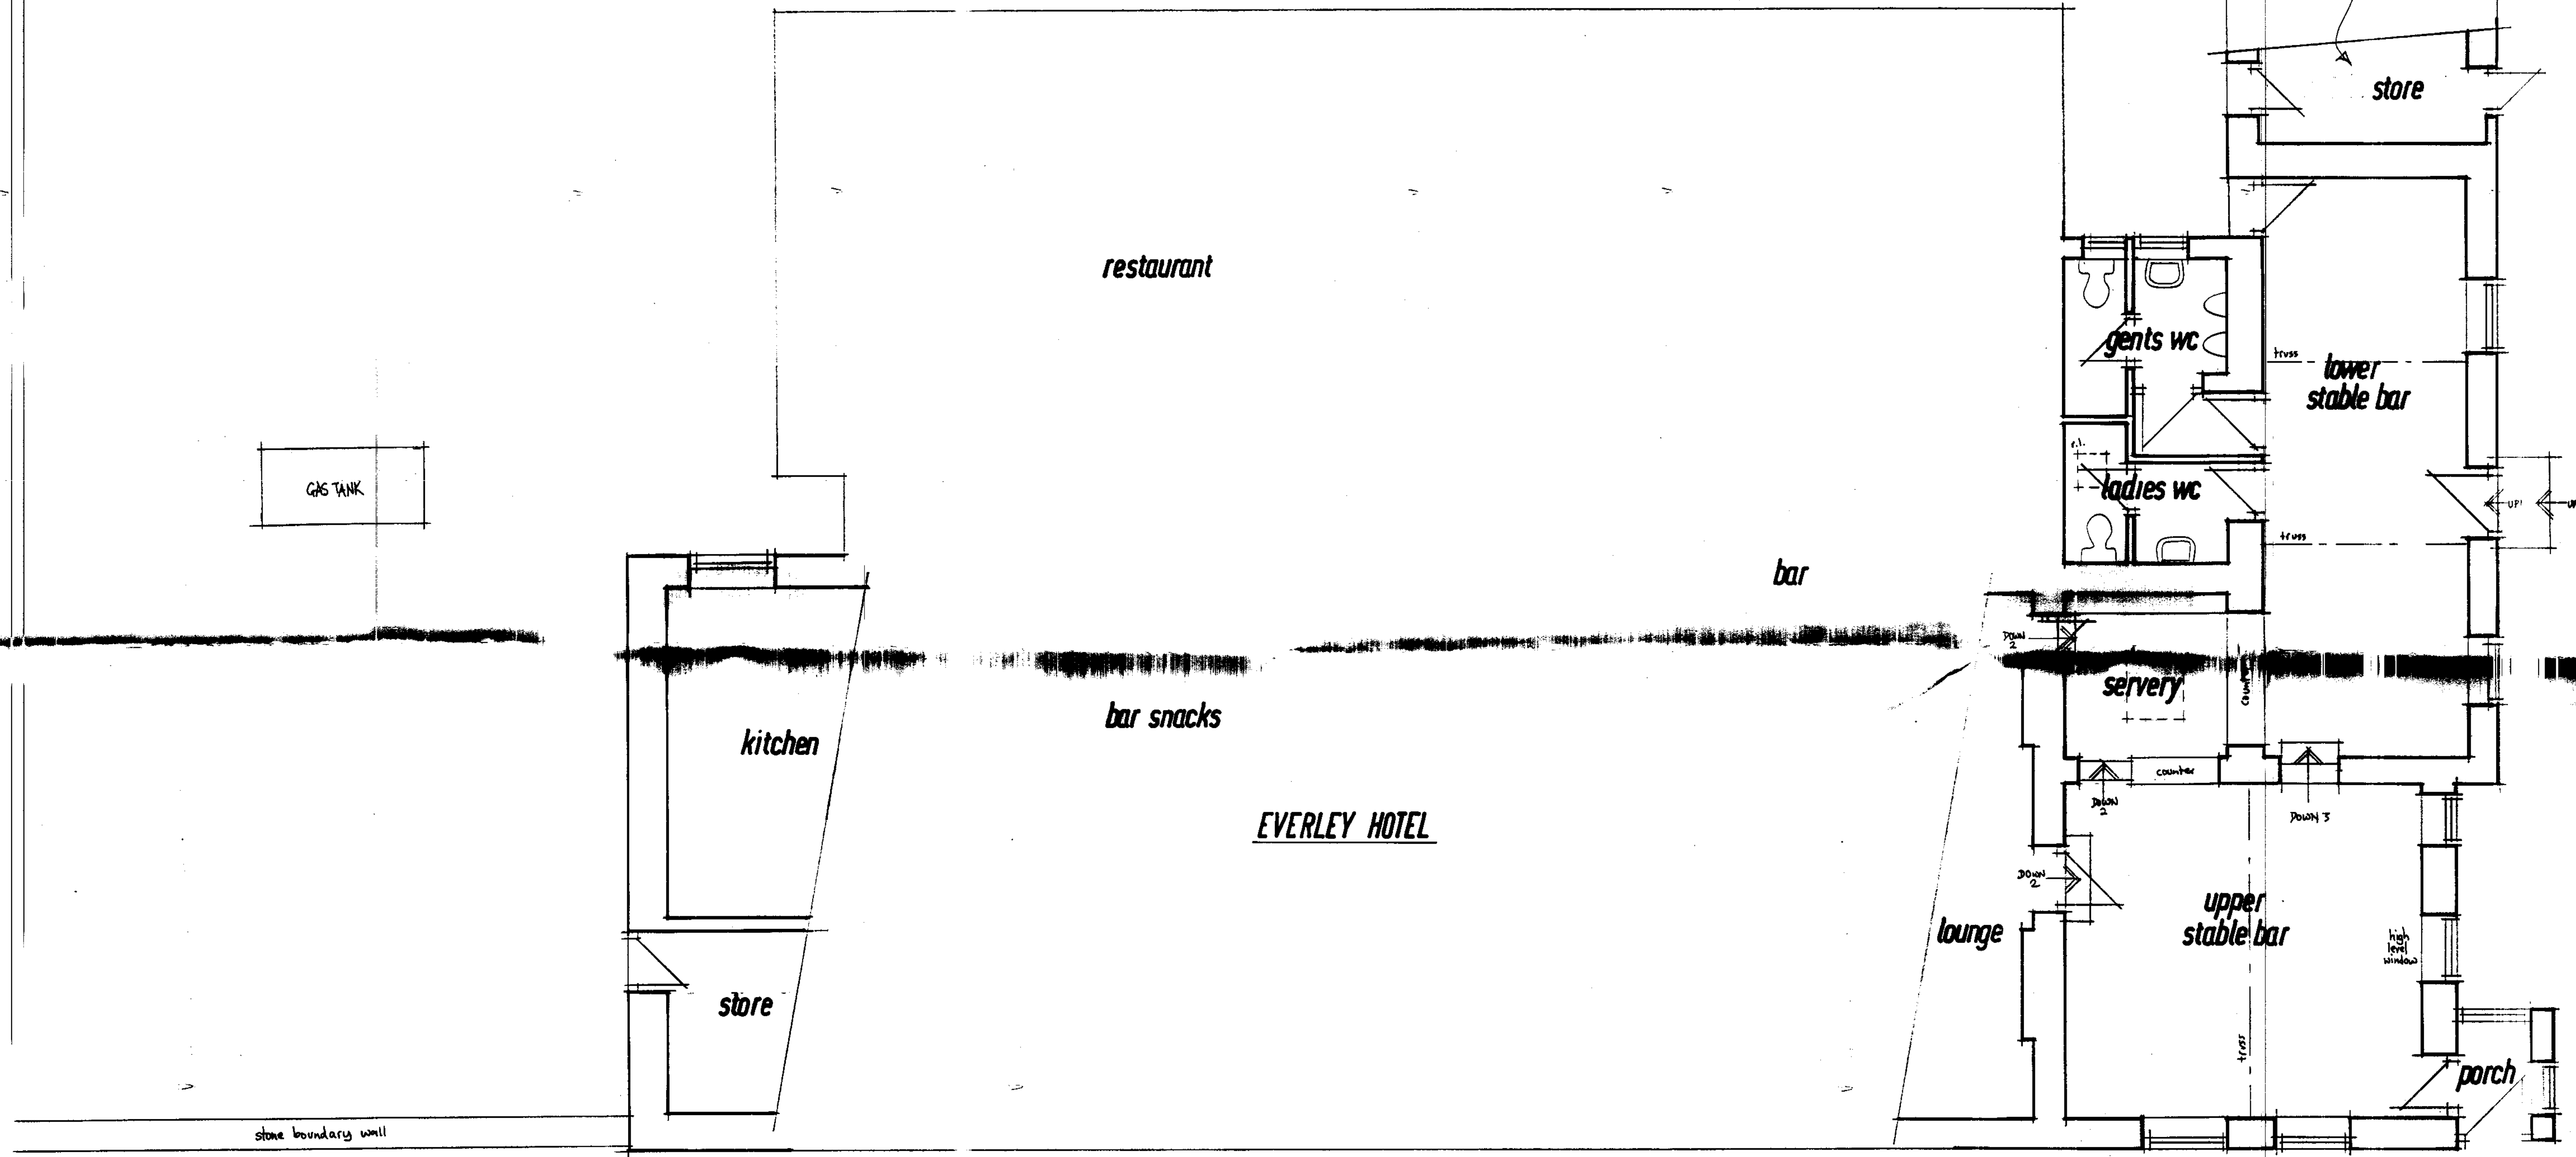 store
restaurant
gents wc
truss
lower
stable bar
r.l.
GAS TANK
ladies wc
UP
truss
bar
DOWN
2
servery
counter
bar snacks
kitchen
counter
DOWN
2
DOWN 3
EVERLEY HOTEL
DOWN
2
upper
stable bar
lounge
high
level
window
store
truss
porch
stone boundary wall